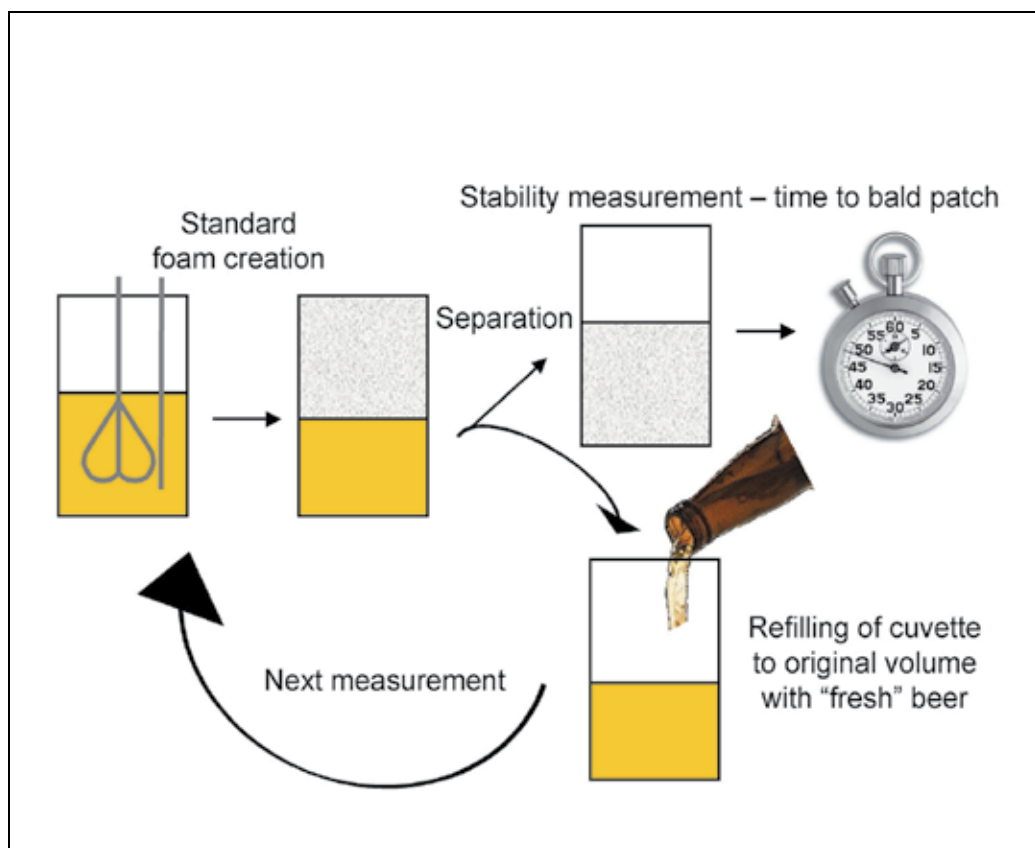 Stability measurement – time to bald patch
Standard
foam creation
Separation
60
55
5
50
10
45
15
40
20
35
25
30
Refilling of cuvette
to original volume
with “fresh” beer
Next measurement